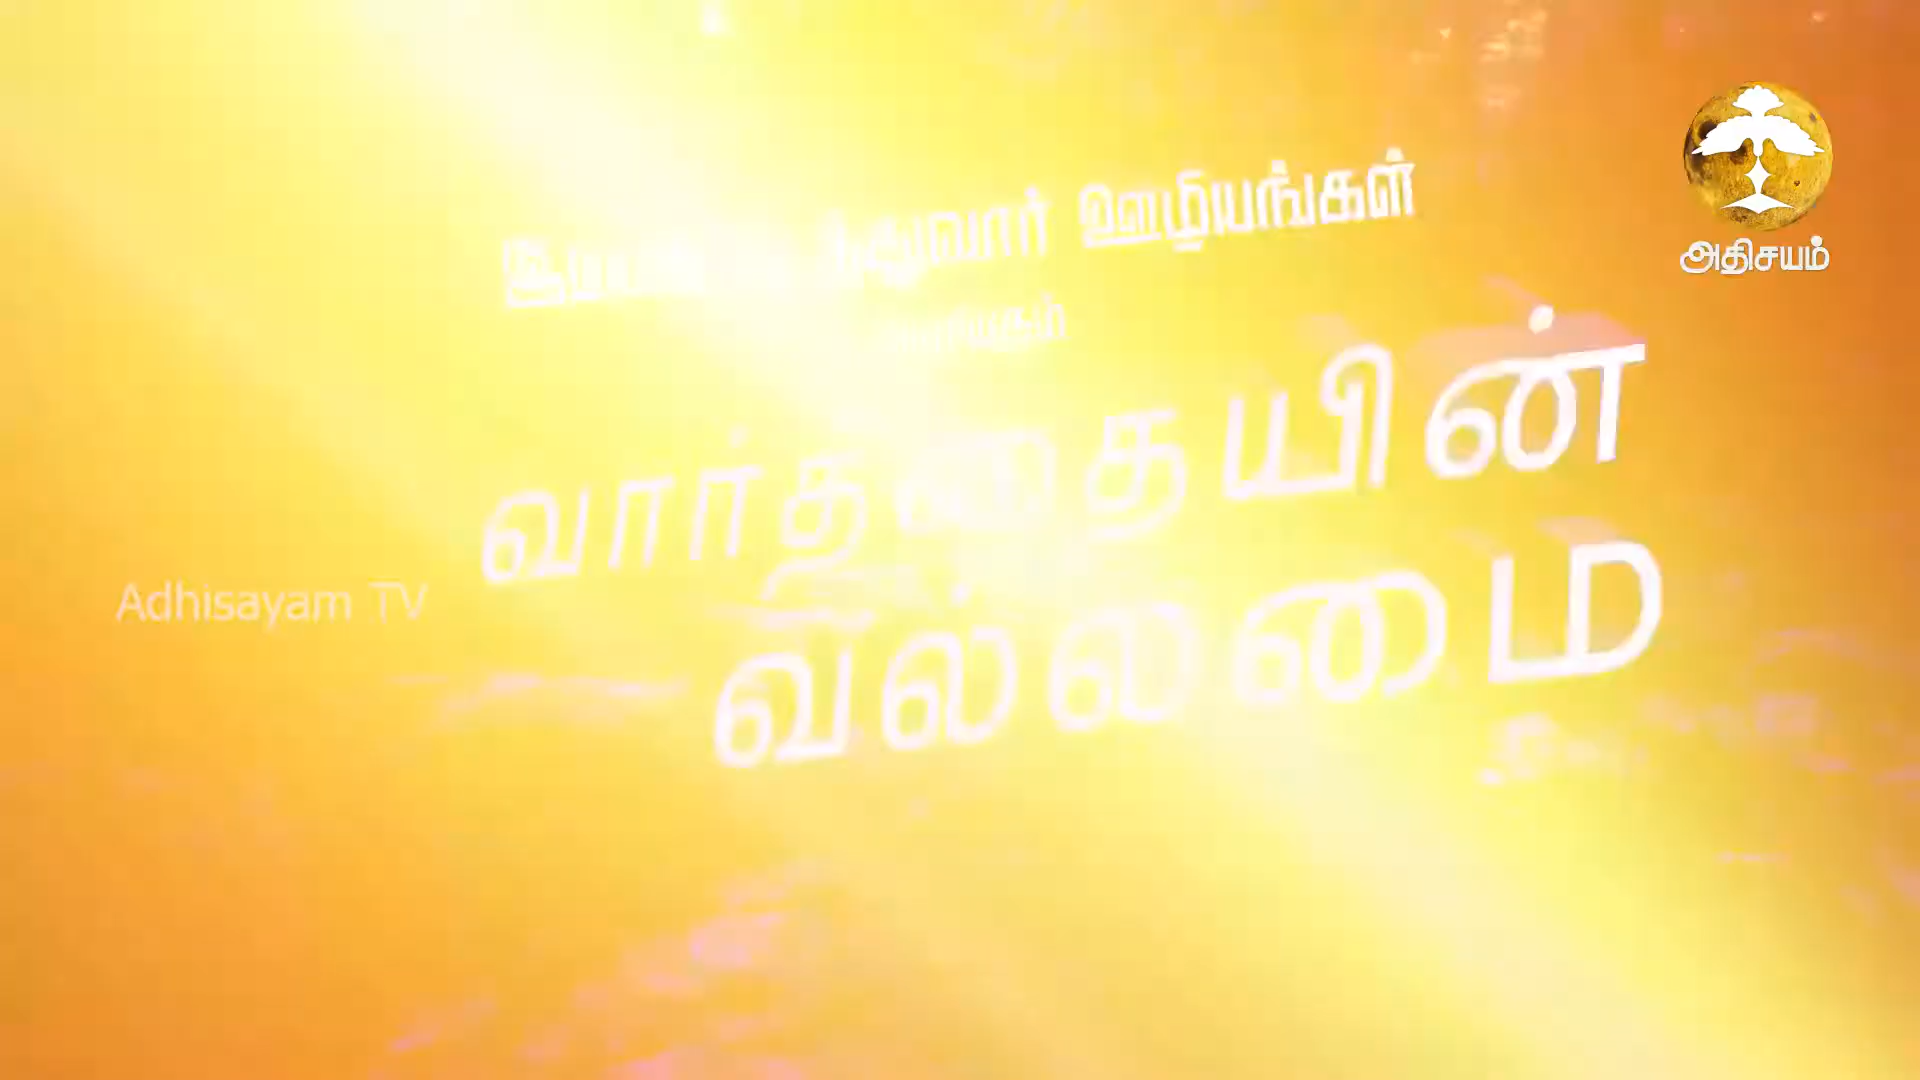 ஊழியங்கள்
அதிசயம்
வார்த்தையின்
வல்லமை
Adhisayam TV